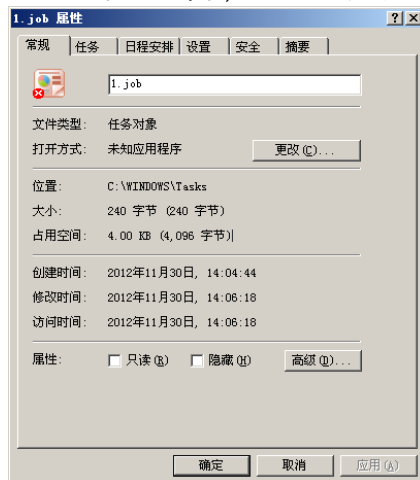 1.job 属性
常规 任务 日程安排 设置 安全 摘要
1.job
文件类型: 任务对象
打开方式: 未知应用程序 更改(C)...
位置: C:\WINDOWS\Tasks
大小: 240 字节 (240 字节)
占用空间: 4.00 KB (4,096 字节)
创建时间: 2012年11月30日, 14:04:44
修改时间: 2012年11月30日, 14:06:18
访问时间: 2012年11月30日, 14:06:18
属性: 只读(R) 隐藏(H) 高级(D)...
确定 取消 应用(A)